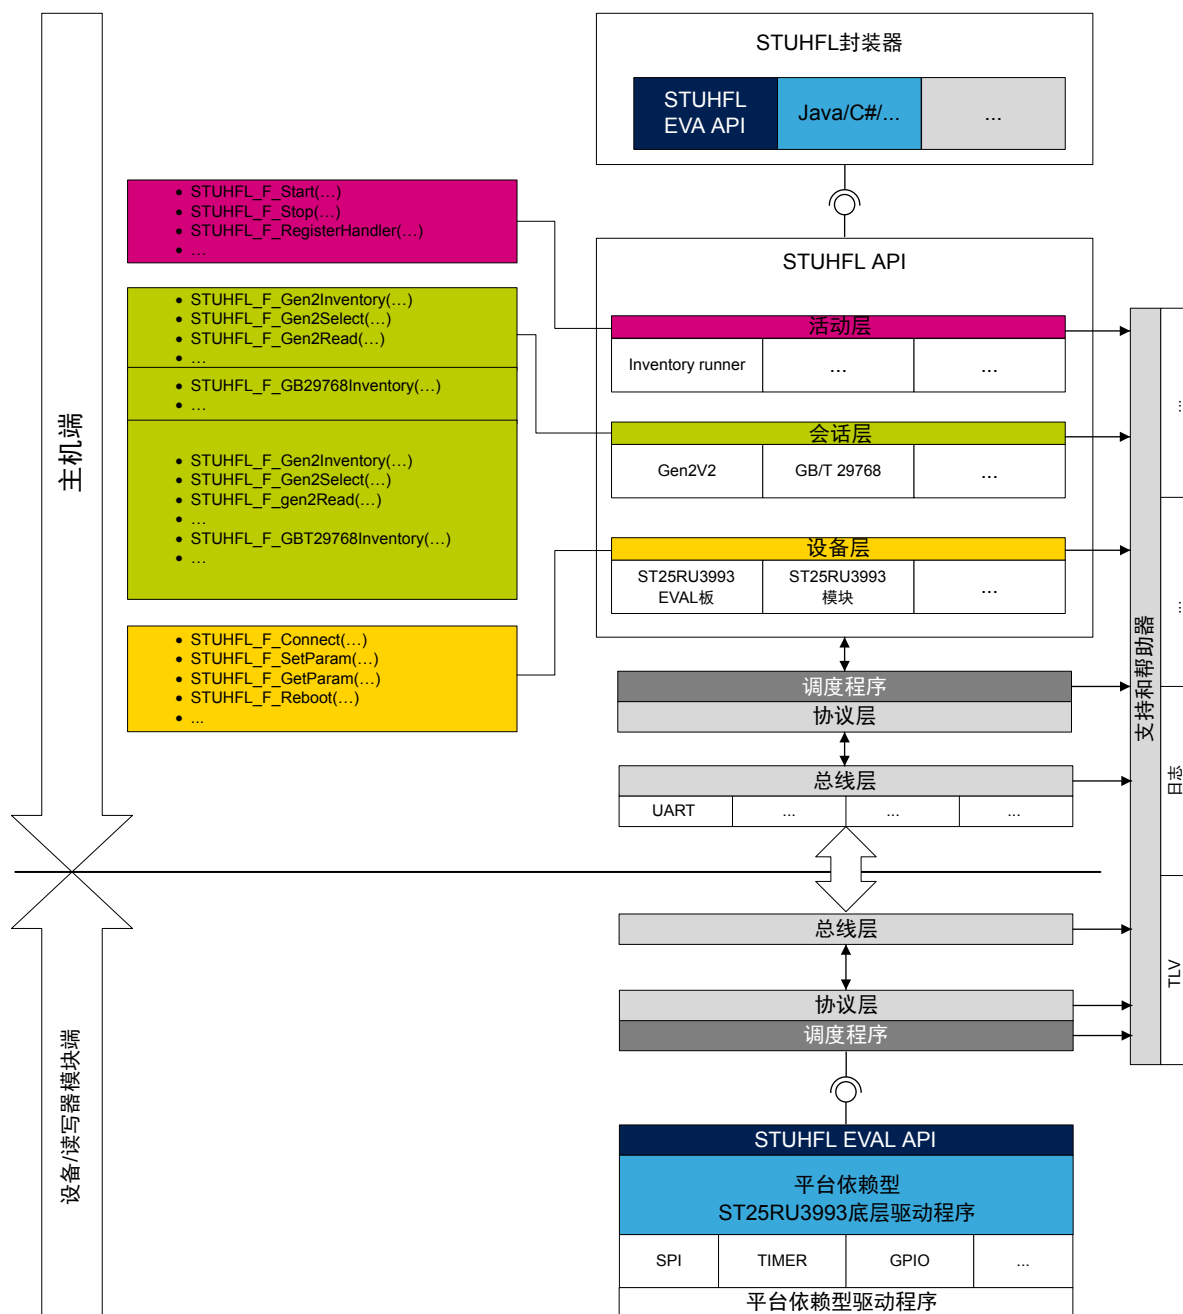 STUHFL封装器
STUHFL
EVA API
Java/C#/...
...
• STUHFL_F_Start(…)
• STUHFL_F_Stop(…)
• STUHFL_F_RegisterHandler(…)
• …
• STUHFL_F_Gen2Inventory(…)
• STUHFL_F_Gen2Select(…)
• STUHFL_F_Gen2Read(…)
• …
• STUHFL_F_GB29768Inventory(…)
• …
• STUHFL_F_Gen2Inventory(…)
• STUHFL_F_Gen2Select(…)
• STUHFL_F_gen2Read(…)
• …
• STUHFL_F_GBT29768Inventory(…)
• …
• STUHFL_F_Connect(…)
• STUHFL_F_SetParam(…)
• STUHFL_F_GetParam(…)
• STUHFL_F_Reboot(…)
• ...
STUHFL API
活动层
Inventory runner
...
...
会话层
Gen2V2
GB/T 29768
...
设备层
ST25RU3993
EVAL板
ST25RU3993
模块
...
调度程序
协议层
总线层
UART
...
...
...
总线层
协议层
调度程序
STUHFL EVAL API
平台依赖型
ST25RU3993底层驱动程序
SPI
TIMER
GPIO
...
平台依赖型驱动程序
主机端
设备/读写器模块端
支持和帮助器
...
...
日志
TLV